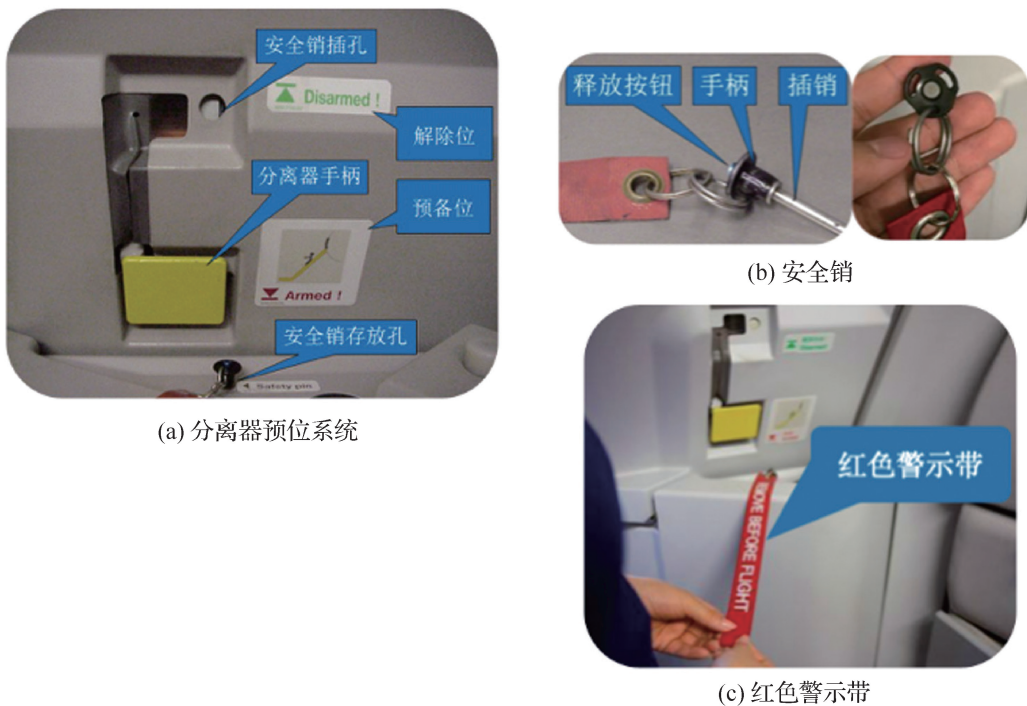 安全销插孔
Disarmed !
解除位
分离器手柄
预备位
Armed !
安全销存放孔
Safety pin
(a) 分离器预位系统
释放按钮
手柄
插销
(b) 安全销
红色警示带
MOVE BEFORE FLIGHT
(c) 红色警示带